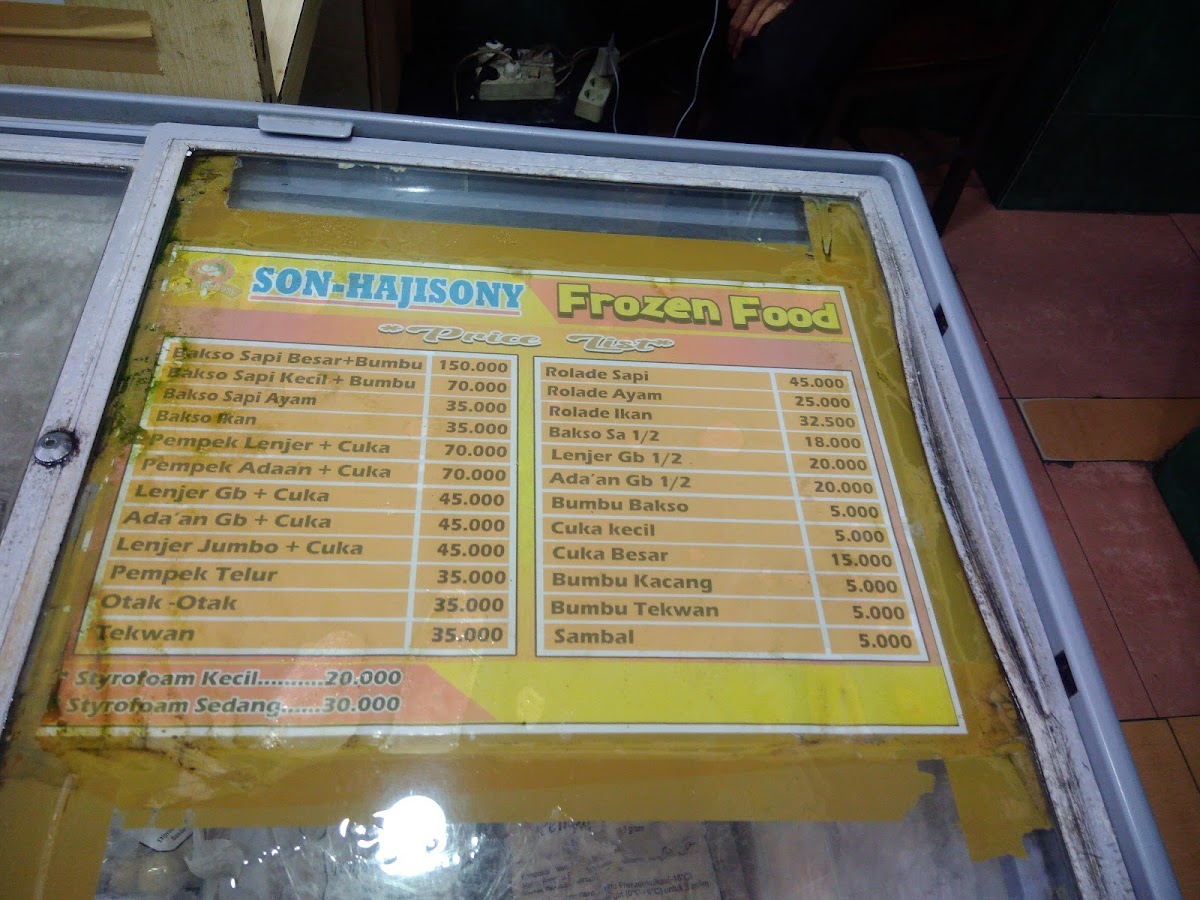 SON-HAJISONY Frozen Food
"Price List"
Bakso Sapi Besar+Bumbu 150.000
Bakso Sapi Kecil + Bumbu 70.000
Bakso Sapi Ayam 35.000
Bakso Ikan 35.000
Pempek Lenjer + Cuka 70.000
Pempek Adaan + Cuka 70.000
Lenjer Gb + Cuka 45.000
Ada'an Gb + Cuka 45.000
Lenjer Jumbo + Cuka 45.000
Pempek Telur 35.000
Otak -Otak 35.000
Tekwan 35.000
Rolade Sapi 45.000
Rolade Ayam 25.000
Rolade Ikan 32.500
Bakso Sa 1/2 18.000
Lenjer Gb 1/2 20.000
Ada'an Gb 1/2 20.000
Bumbu Bakso 5.000
Cuka kecil 5.000
Cuka Besar 15.000
Bumbu Kacang 5.000
Bumbu Tekwan 5.000
Sambal 5.000
* Styrofoam Kecil..........20.000
* Styrofoam Sedang......30.000